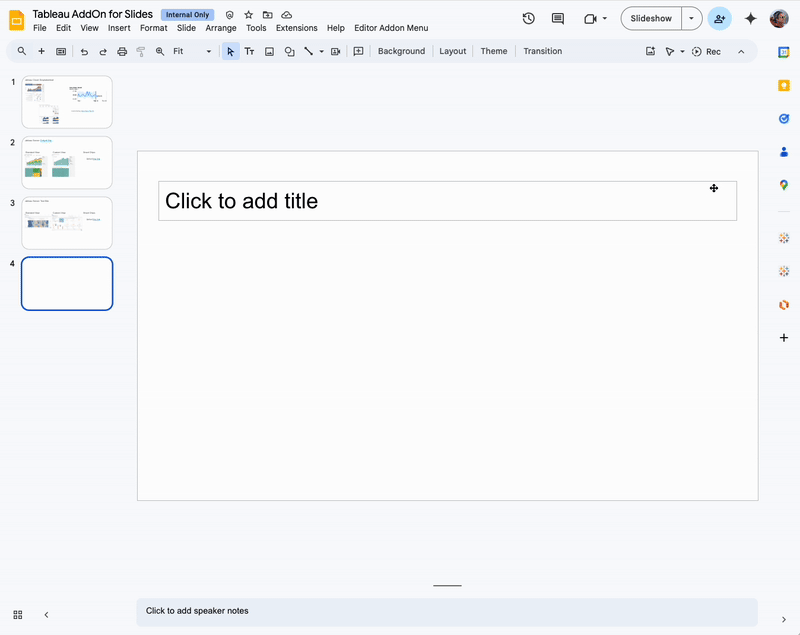 Tableau AddOn for Slides Internal Only
File Edit View Insert Format Slide Arrange Tools Extensions Help Editor Addon Menu
Slideshow
Fit Background Layout Theme Transition Rec
1
2
3
4
Click to add title
Click to add speaker notes